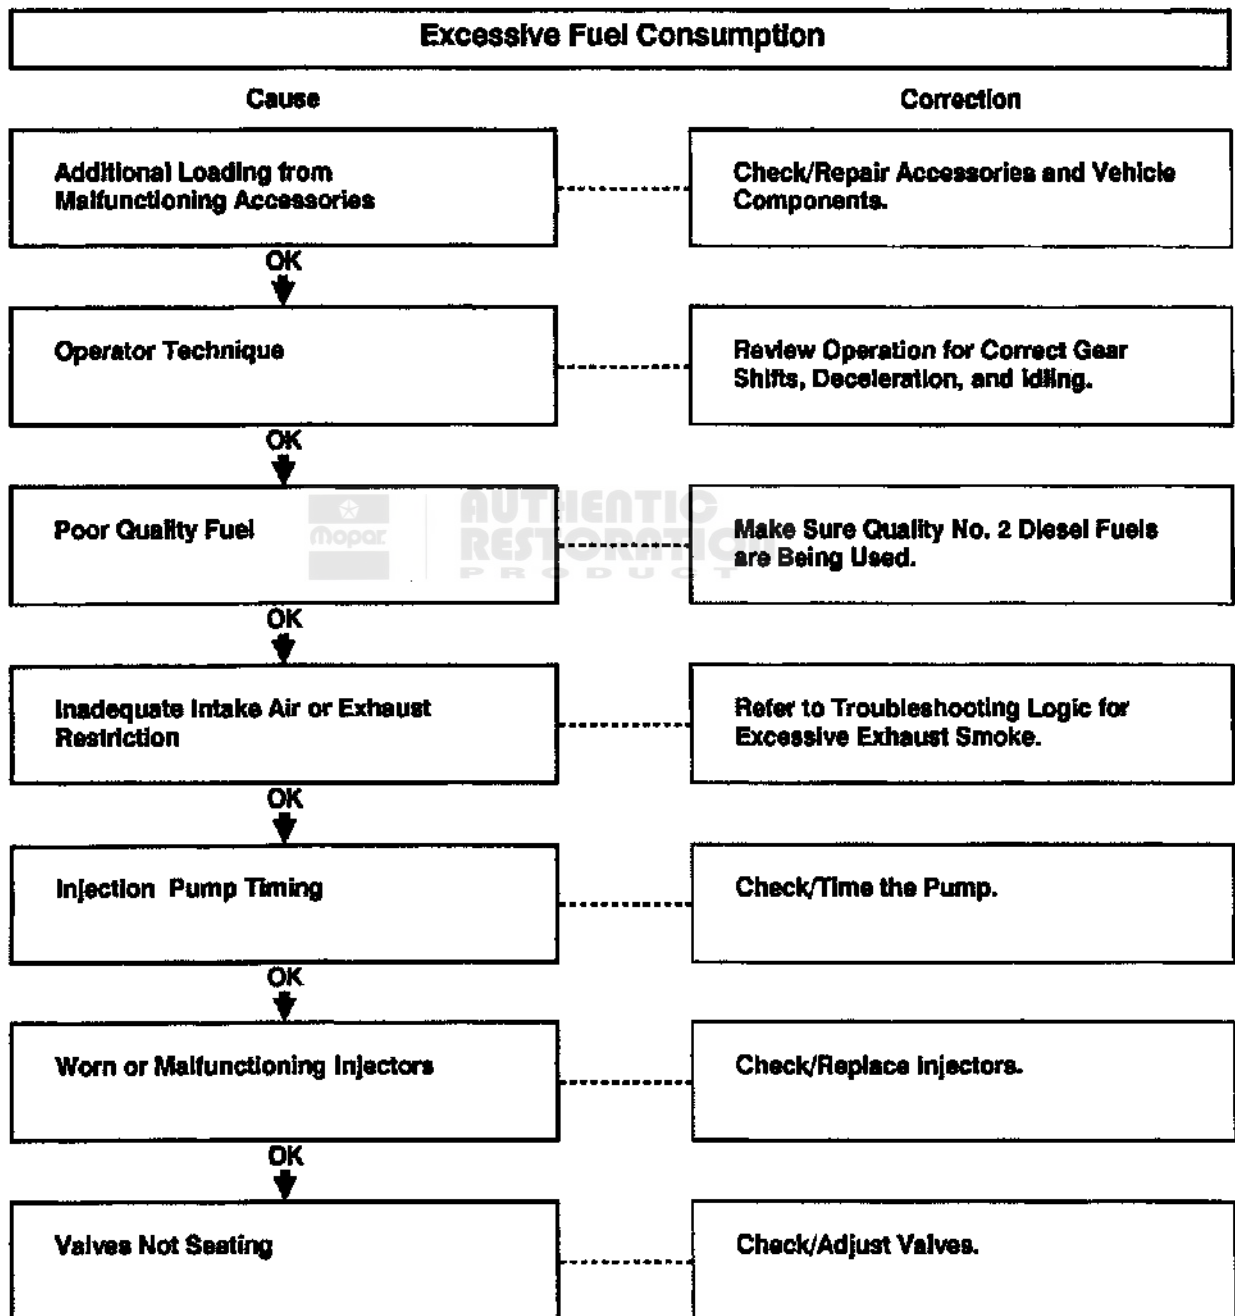 Excessive Fuel Consumption
Cause
Correction
Additional Loading from
Malfunctioning Accessories
Check/Repair Accessories and Vehicle
Components.
OK
Operator Technique
Review Operation for Correct Gear
Shifts, Deceleration, and Idling.
OK
Poor Quality Fuel
Make Sure Quality No. 2 Diesel Fuels
are Being Used.
Mopar
AUTHENTIC
RESTORATION
PRODUCT
OK
Inadequate Intake Air or Exhaust
Restriction
Refer to Troubleshooting Logic for
Excessive Exhaust Smoke.
OK
Injection Pump Timing
Check/Time the Pump.
OK
Worn or Malfunctioning Injectors
Check/Replace Injectors.
OK
Valves Not Seating
Check/Adjust Valves.